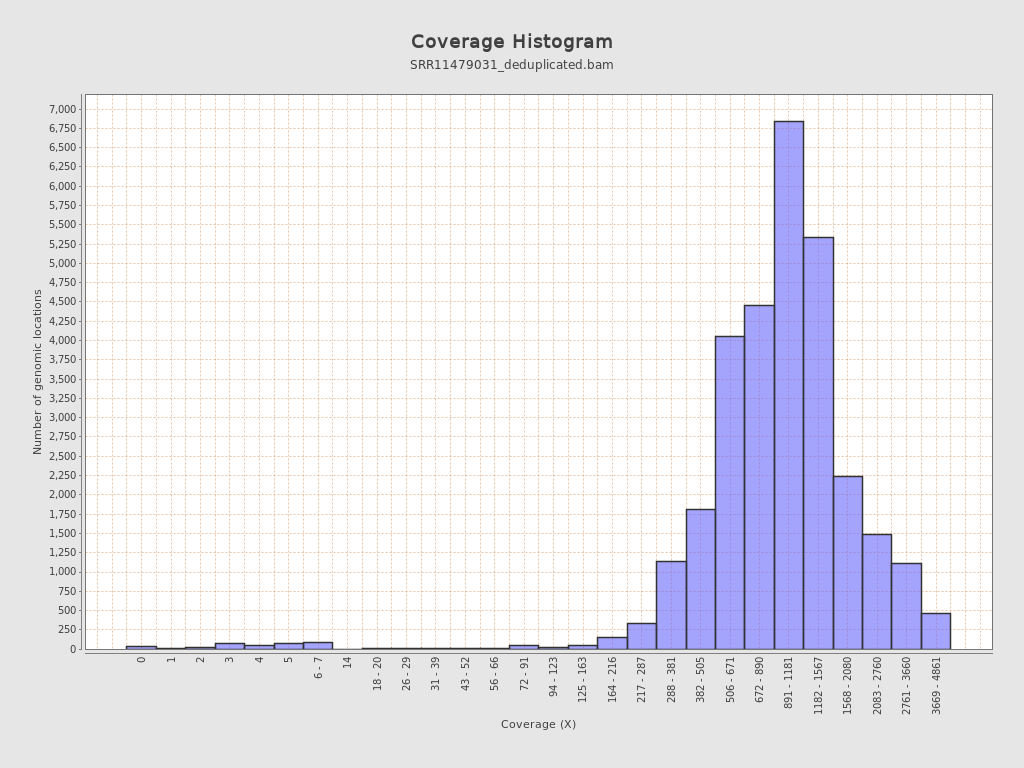 Coverage Histogram
SRR11479031_deduplicated.bam
7,000
6,750
6,500
6,250
6,000
5,750
5,500
5,250
5,000
4,750
4,500
4,250
4,000
3,750
3,500
3,250
3,000
2,750
2,500
2,250
2,000
1,750
1,500
1,250
1,000
750
500
250
0
Number of genomic locations
0
1
2
3
4
5
6 - 7
14
18 - 20
26 - 29
31 - 39
43 - 52
56 - 66
72 - 91
94 - 123
125 - 163
164 - 216
217 - 287
288 - 381
382 - 505
506 - 671
672 - 890
891 - 1181
1182 - 1567
1568 - 2080
2083 - 2760
2761 - 3660
3669 - 4861
Coverage (X)